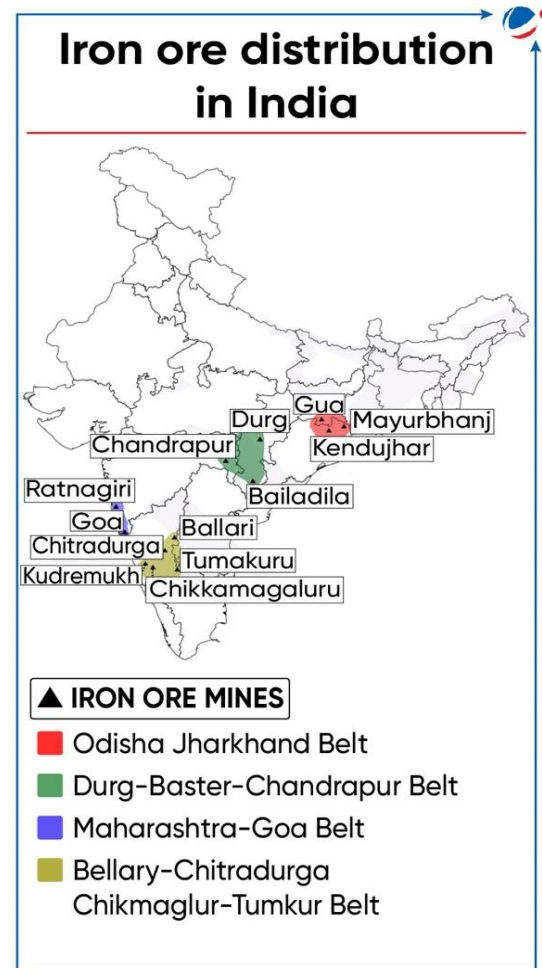 Iron ore distribution
in India
Gua
Durg
Mayurbhanj
Chandrapur
Kendujhar
Ratnagiri
Bailadila
Goa
Ballari
Chitradurga
Tumakuru
Kudremukh
Chikkamagaluru
IRON ORE MINES
Odisha Jharkhand Belt
Durg-Baster-Chandrapur Belt
Maharashtra-Goa Belt
Bellary-Chitradurga
Chikmaglur-Tumkur Belt